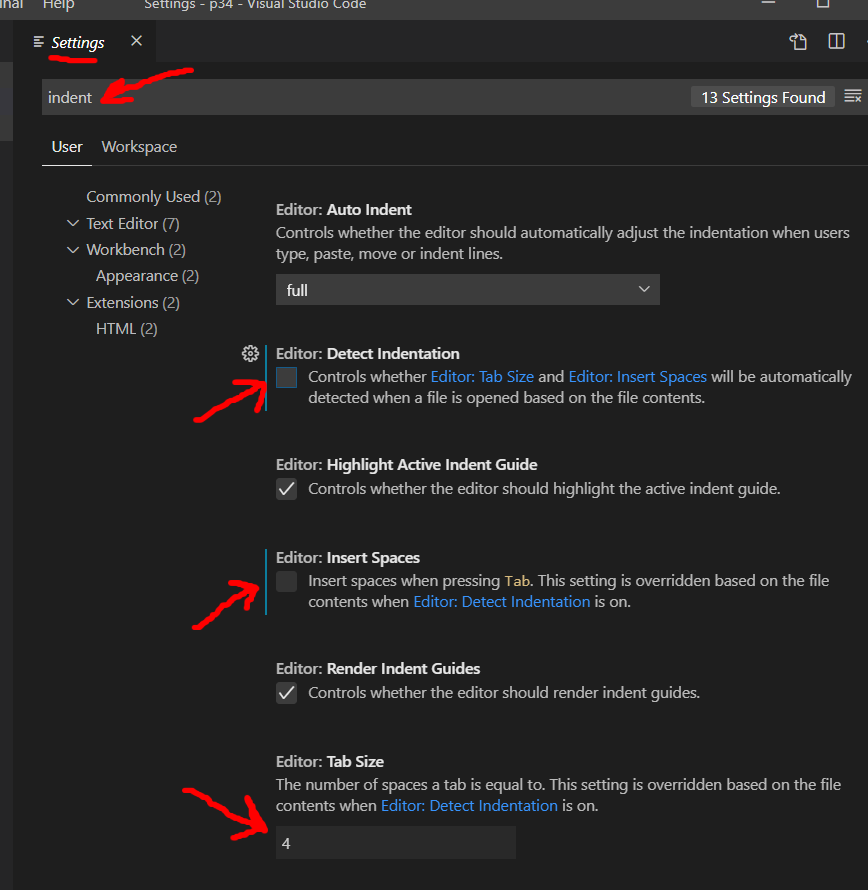 Help
Settings - p34 - Visual Studio Code
Settings
indent
13 Settings Found
User Workspace
Commonly Used (2)
Text Editor (7)
Workbench (2)
Appearance (2)
Extensions (2)
HTML (2)
Editor: Auto Indent
Controls whether the editor should automatically adjust the indentation when users
type, paste, move or indent lines.
full
Editor: Detect Indentation
Controls whether Editor: Tab Size and Editor: Insert Spaces will be automatically
detected when a file is opened based on the file contents.
Editor: Highlight Active Indent Guide
Controls whether the editor should highlight the active indent guide.
Editor: Insert Spaces
Insert spaces when pressing Tab. This setting is overridden based on the file
contents when Editor: Detect Indentation is on.
Editor: Render Indent Guides
Controls whether the editor should render indent guides.
Editor: Tab Size
The number of spaces a tab is equal to. This setting is overridden based on the file
contents when Editor: Detect Indentation is on.
4